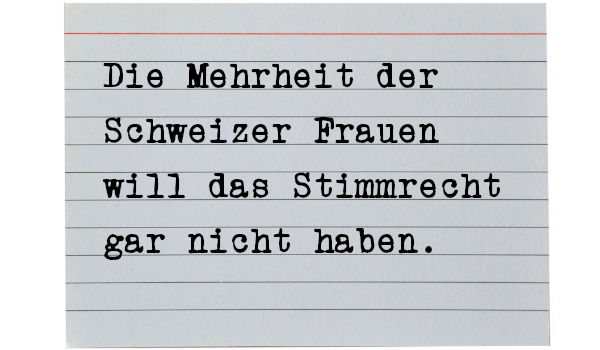 Die Mehrheit der
Schweizer Frauen
will das Stimmrecht
gar nicht haben.